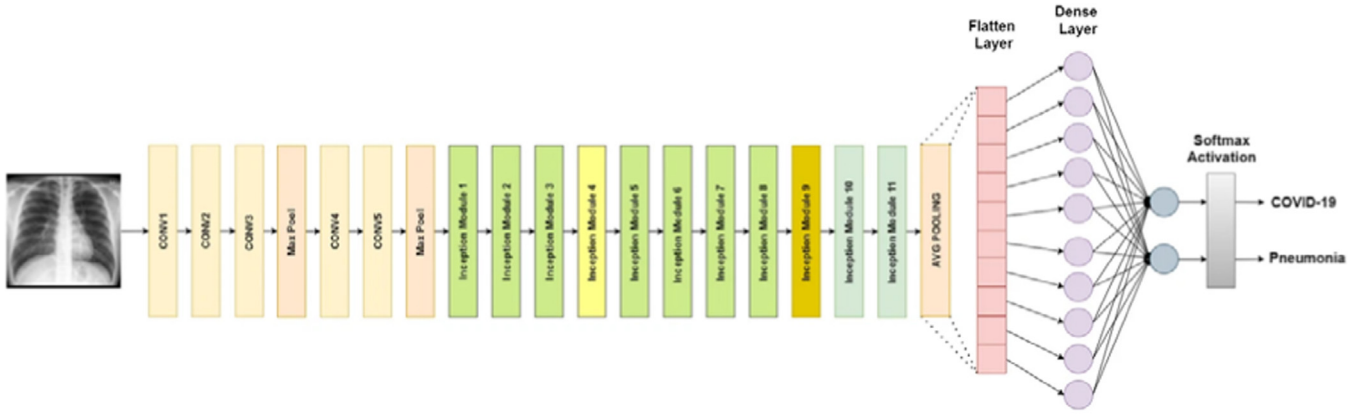 Flatten
Layer
Dense
Layer
CONV1
CONV2
CONV3
Max Pool
CONV4
CONV5
Max Pool
Inception Module 1
Inception Module 2
Inception Module 3
Inception Module 4
Inception Module 5
Inception Module 6
Inception Module 7
Inception Module 8
Inception Module 9
Inception Module 10
Inception Module 11
AVG POOLING
Softmax
Activation
COVID-19
Pneumonia